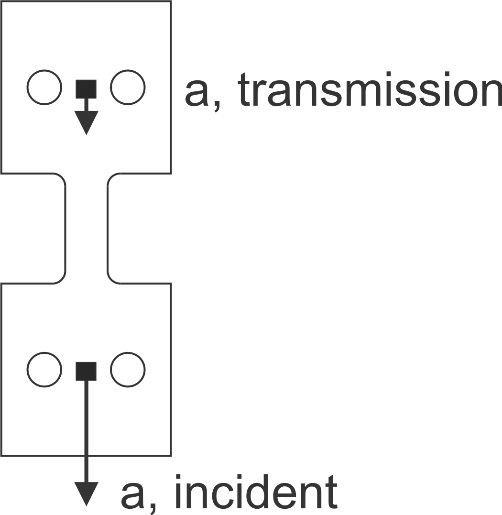 a, transmission
a, incident